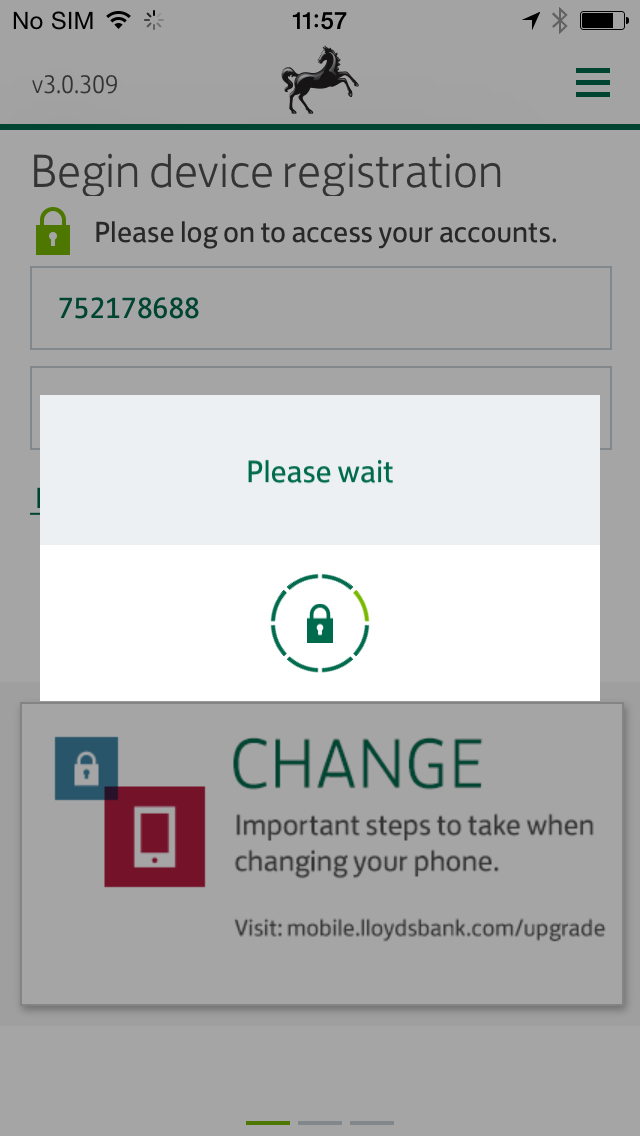 No SIM 11:57
v3.0.309
Begin device registration
Please log on to access your accounts.
752178688
Please wait
CHANGE
Important steps to take when
changing your phone.
Visit: mobile.lloydsbank.com/upgrade